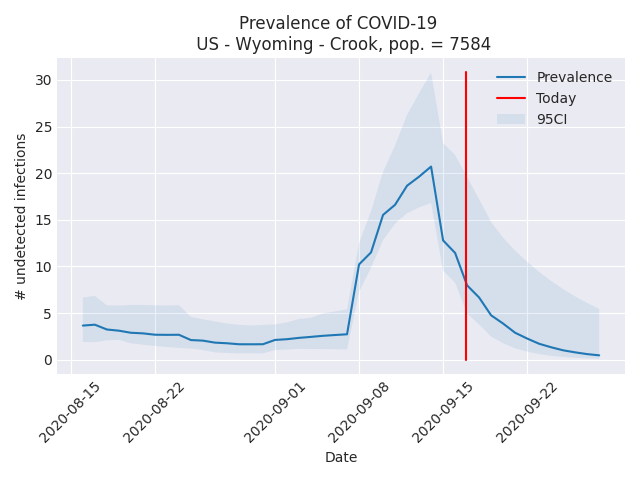 Prevalence of COVID-19
US - Wyoming - Crook, pop. = 7584
# undetected infections
30
25
20
15
10
5
0
Prevalence
Today
95CI
2020-08-15
2020-08-22
2020-09-01
2020-09-08
2020-09-15
2020-09-22
Date